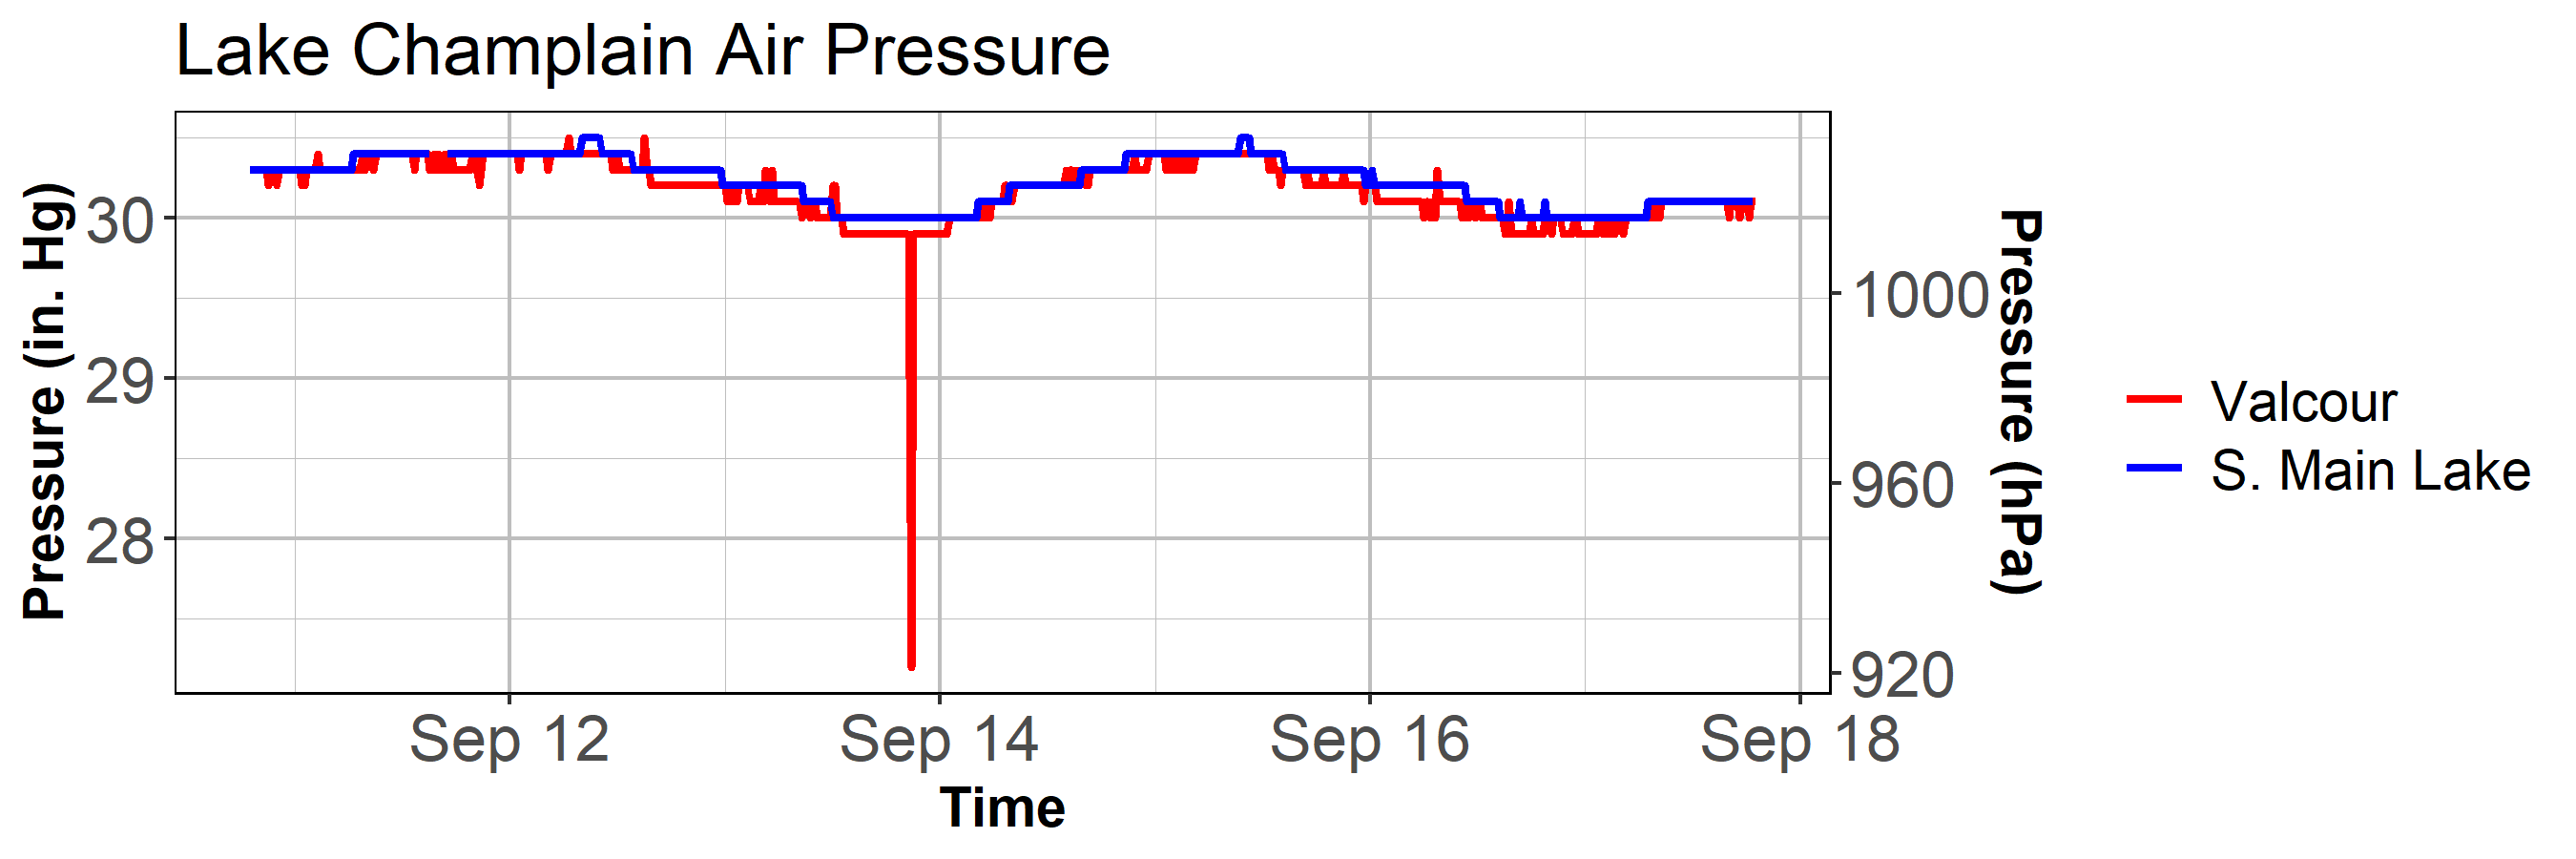 Lake Champlain Air Pressure
Pressure (in. Hg)
30
29
28
1000
960
920
Pressure (hPa)
Valcour
S. Main Lake
Sep 12
Sep 14
Sep 16
Sep 18
Time